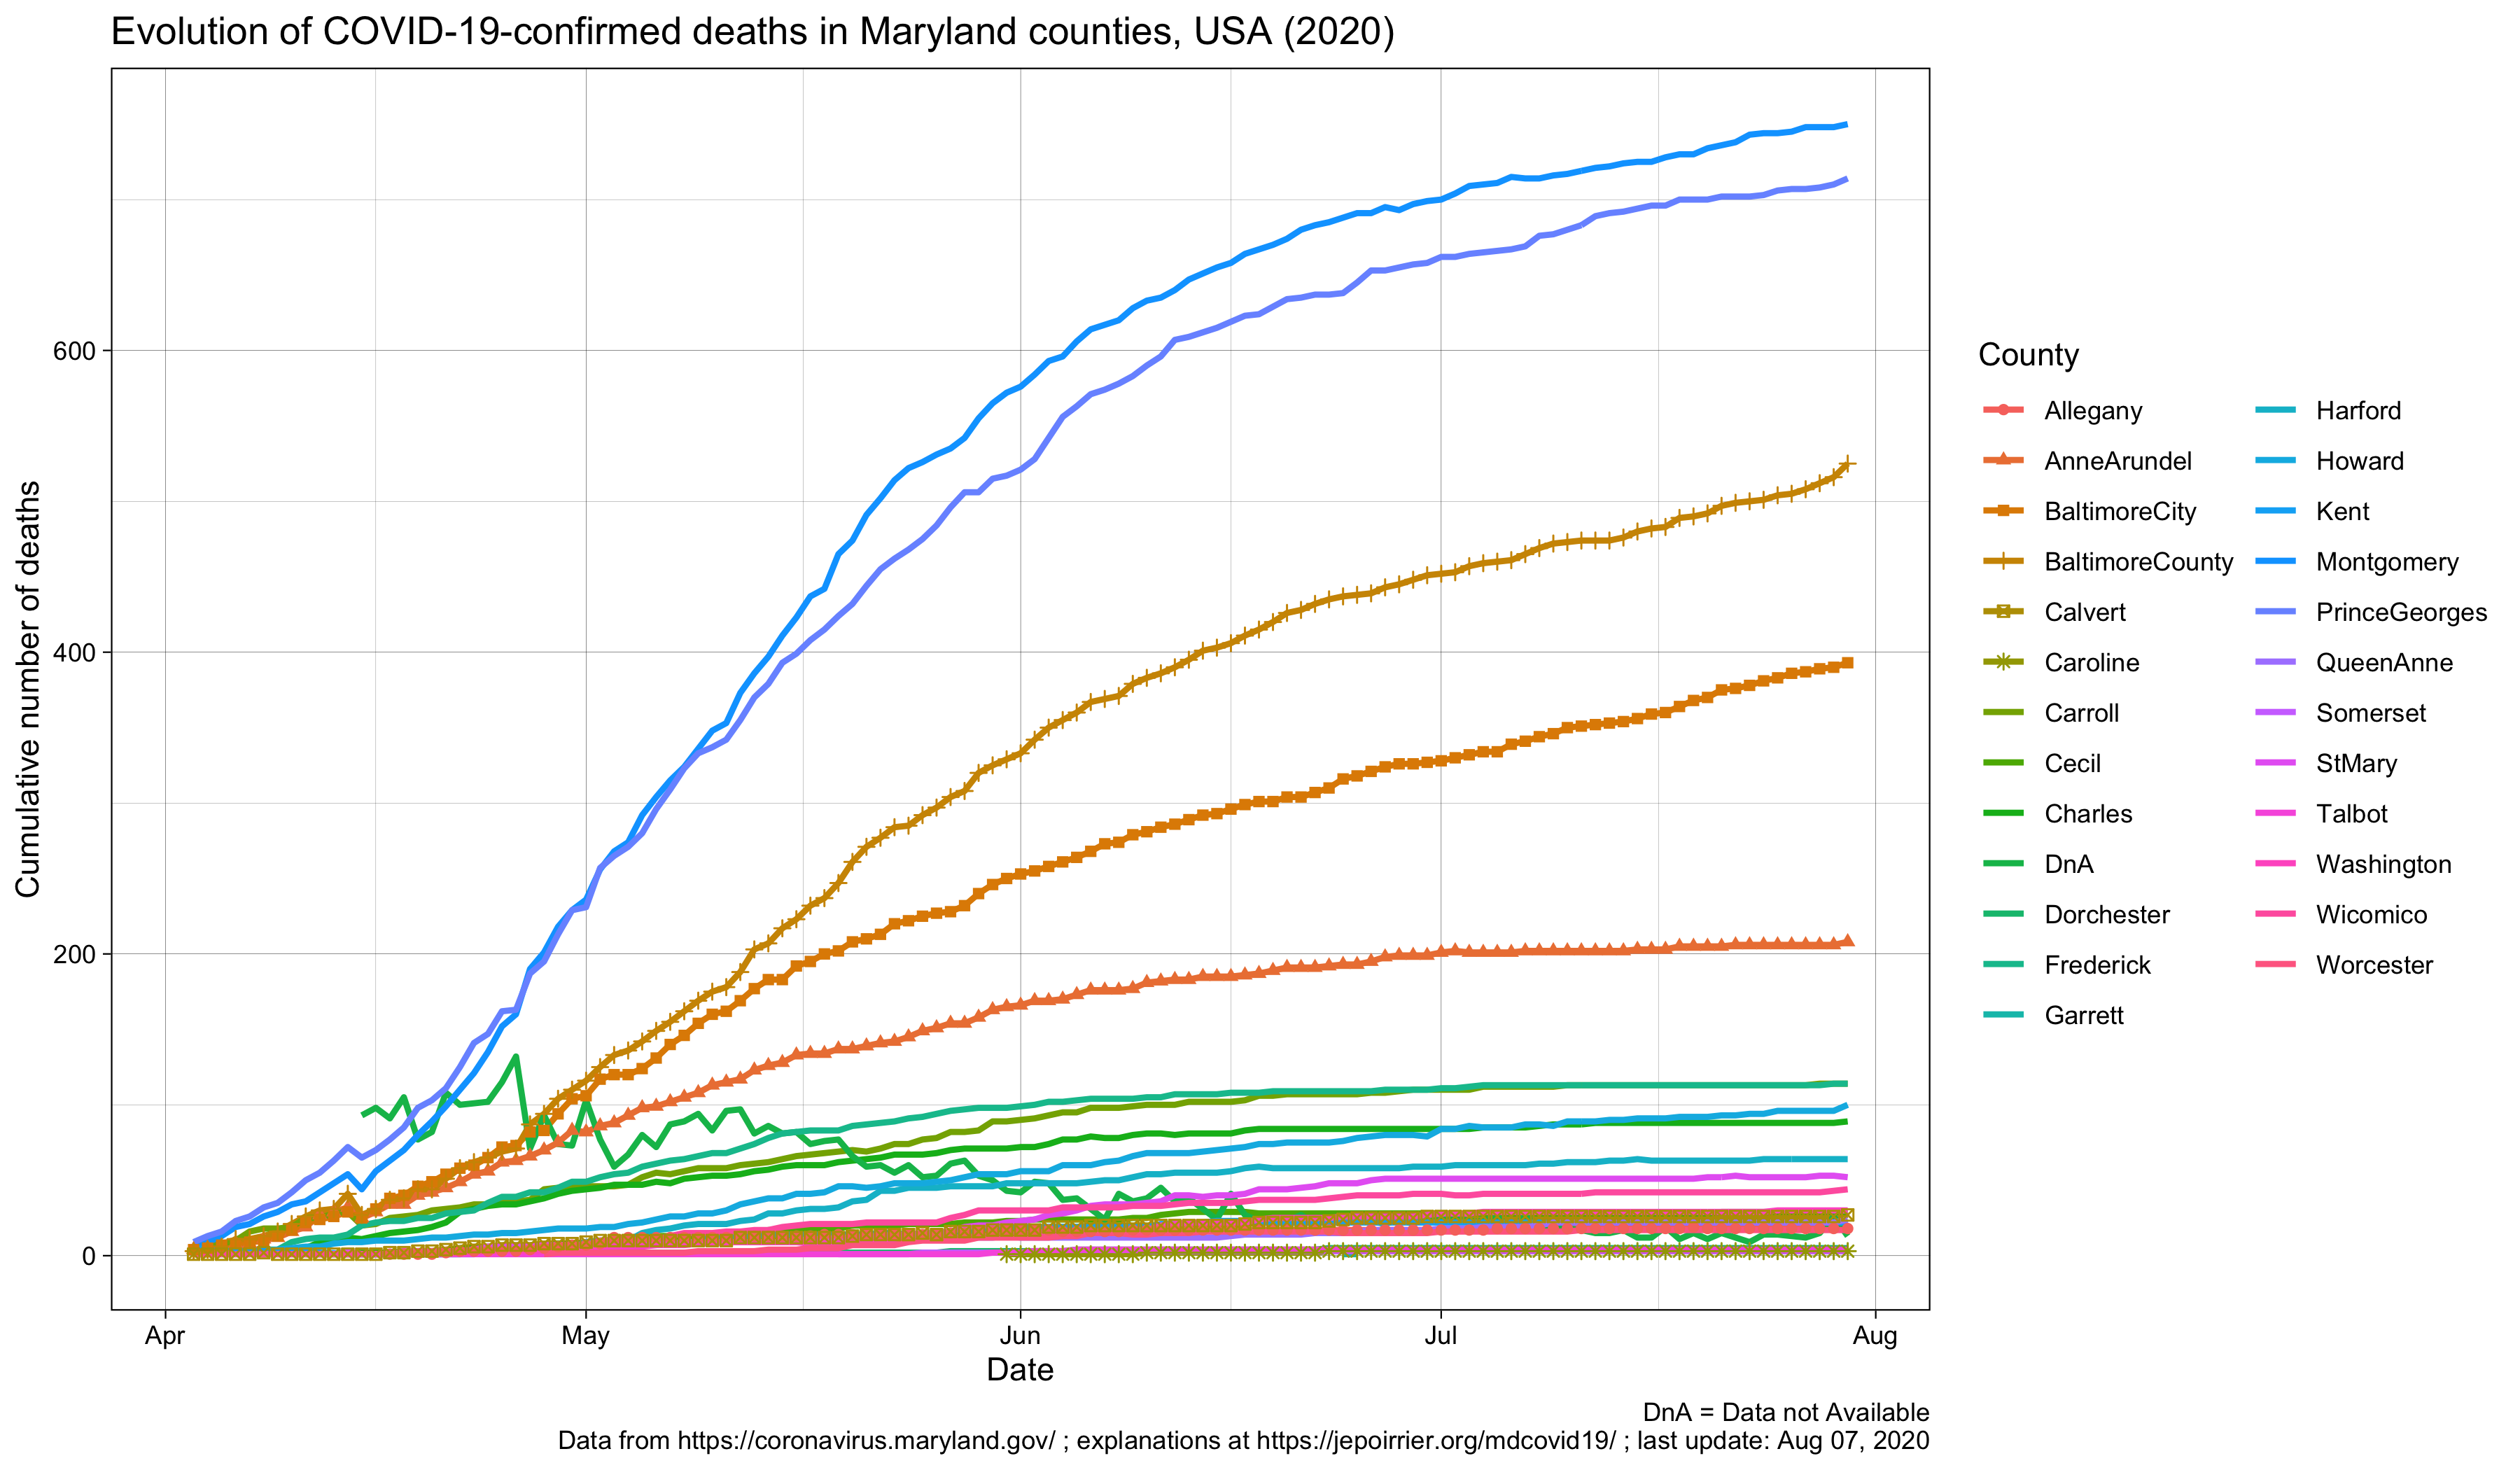 Evolution of COVID-19-confirmed deaths in Maryland counties, USA (2020)
Cumulative number of deaths
600
400
200
0
Apr
May
Jun
Jul
Aug
Date
County
Allegany
AnneArundel
BaltimoreCity
BaltimoreCounty
Calvert
Caroline
Carroll
Cecil
Charles
DnA
Dorchester
Frederick
Garrett
Harford
Howard
Kent
Montgomery
PrinceGeorges
QueenAnne
Somerset
StMary
Talbot
Washington
Wicomico
Worcester
DnA = Data not Available
Data from https://coronavirus.maryland.gov/ ; explanations at https://jepoirrier.org/mdcovid19/ ; last update: Aug 07, 2020